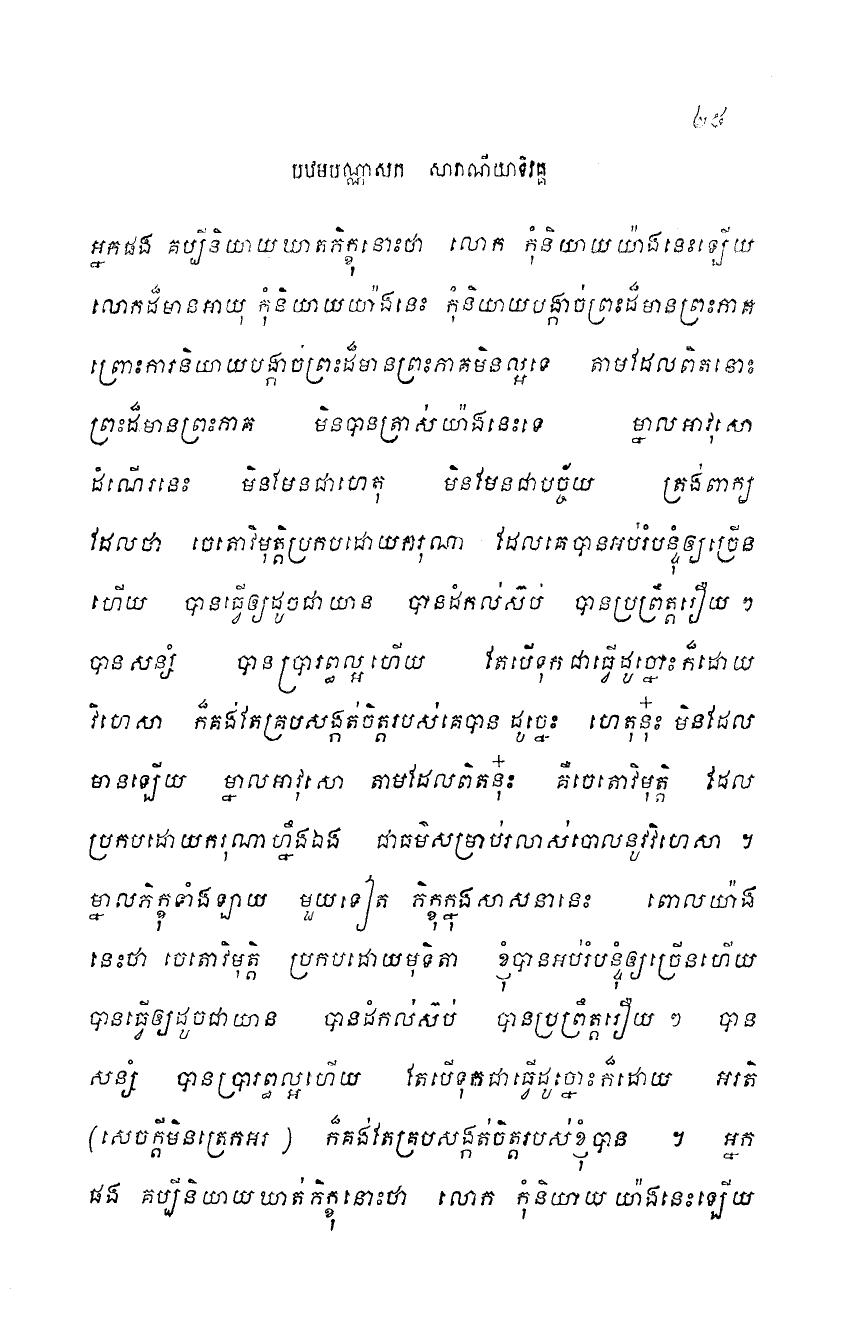 ២៥
បឋមបណ្ណាសក សារាណីយាទិវគ្គ
អ្នកផង គប្បីនិយាយឃាតភិក្ខុនោះថា លោក កុំនិយាយយ៉ាងនេះឡើយ
លោកដ៏មានអាយុ កុំនិយាយយ៉ាងនេះ កុំនិយាយបង្កាច់ព្រះដ៏មានព្រះភាគ
ព្រោះការនិយាយបង្កាច់ព្រះដ៏មានព្រះភាគមិនល្អទេ តាមដែលពិតនោះ
ព្រះដ៏មានព្រះភាគ មិនបានត្រាស់យ៉ាងនេះទេ ម្នាលអាវុសោ
ដំណើរនេះ មិនមែនជាហេតុ មិនមែនជាបច្ច័យ ត្រង់ពាក្យ
ដែលថា ចេតោវិមុត្តិប្រកបដោយករុណា ដែលគេបានអប់រំបន្ទុំឲ្យច្រើន
ហើយ បានធ្វើឲ្យដូចជាយាន បានដំកល់ស៊ប់ បានប្រព្រឹត្តរឿយ ៗ
បានសន្សំ បានប្រារព្ធល្អហើយ តែបើទុកជាធ្វើដូច្នោះក៏ដោយ
វិហេសា ក៏គង់តែគ្របសង្កត់ចិត្តរបស់គេបាន ដូច្នេះ ហេតុនុ៎ះ មិនដែល
មានឡើយ ម្នាលអាវុសោ តាមដែលពិតនុ៎ះ គឺចេតោវិមុត្តិ ដែល
ប្រកបដោយករុណាហ្នឹងឯង ជាធម៌សម្រាប់រលាស់ចោលនូវវិហេសា ។
ម្នាលភិក្ខុទាំងឡាយ មួយទៀត ភិក្ខុក្នុងសាសនានេះ ពោលយ៉ាង
នេះថា ចេតោវិមុត្តិ ប្រកបដោយមុទិតា ខ្ញុំបានអប់រំបន្ទុំឲ្យច្រើនហើយ
បានធ្វើឲ្យដូចជាយាន បានដំកល់ស៊ប់ បានប្រព្រឹត្តរឿយ ៗ បាន
សន្សំ បានប្រារព្ធល្អហើយ តែបើទុកជាធ្វើដូច្នោះក៏ដោយ អរតិ
(សេចក្តីមិនត្រេកអរ ) ក៏គង់តែគ្របសង្កត់ចិត្តរបស់ខ្ញុំបាន ។ អ្នក
ផង គប្បីនិយាយឃាត់ភិក្ខុនោះថា លោក កុំនិយាយ យ៉ាងនេះឡើយ